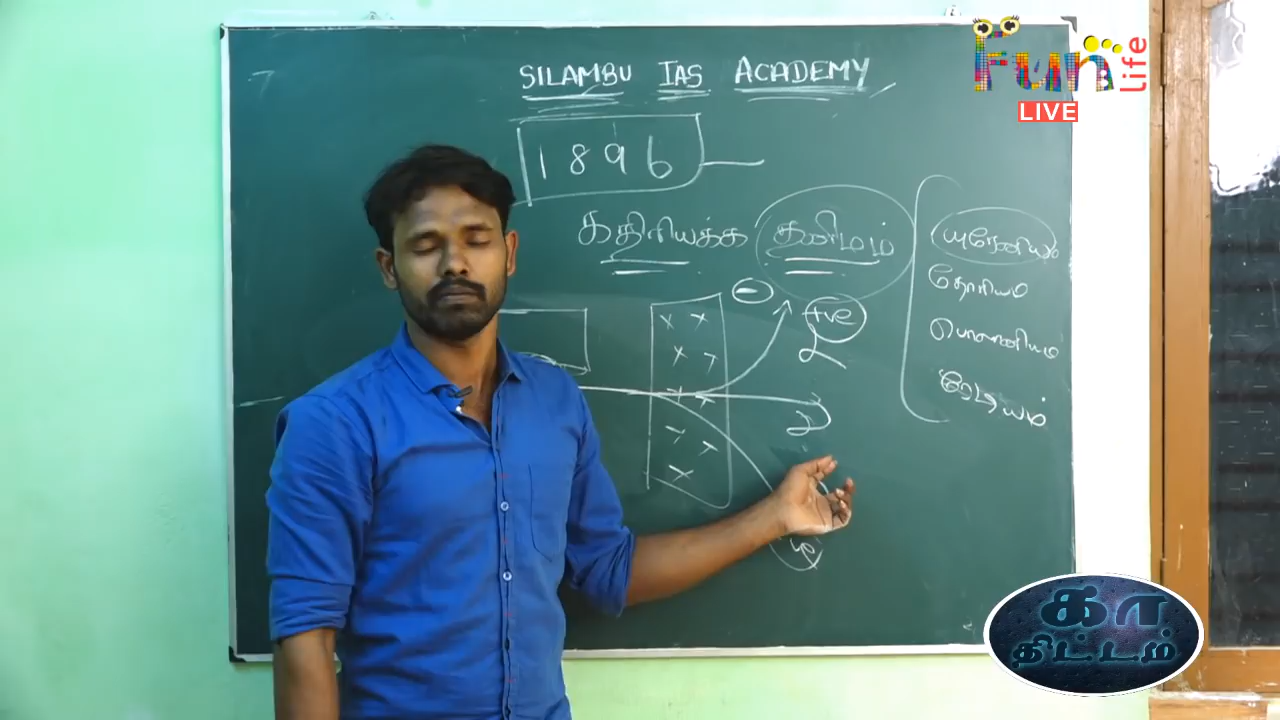 SILAMBU IAS ACADEMY
Fun Life
LIVE
1896
கதிரியக்க தனிமம்
யுரேனியம்
தோரியம்
பொலோனியம்
ரேடியம்
+ve
கா
திட்டம்